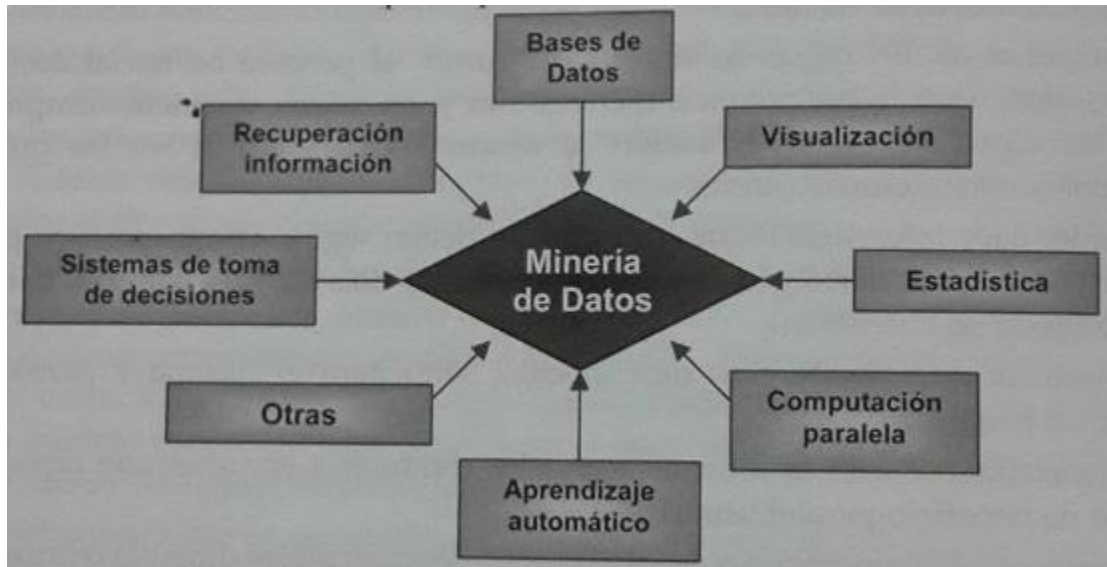 Bases de
Datos
Recuperación
información
Visualización
Sistemas de toma
de decisiones
Minería
de Datos
Estadística
Otras
Computación
paralela
Aprendizaje
automático